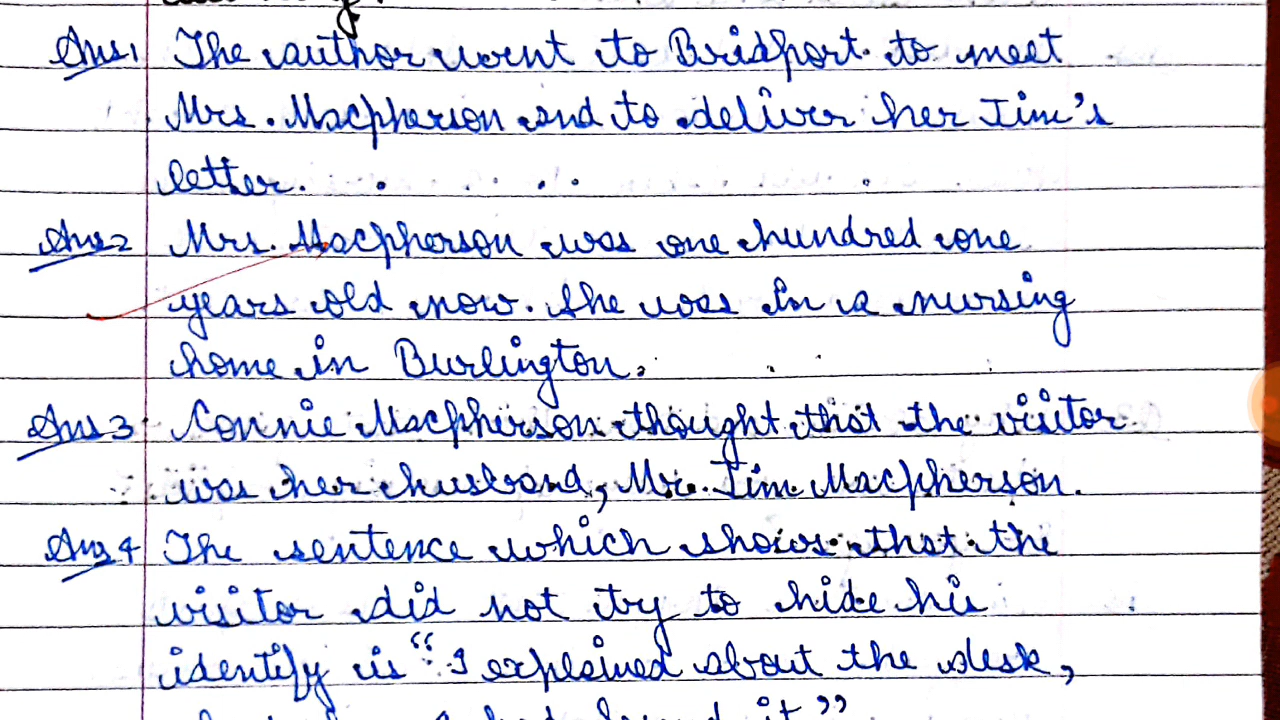 Ans1 The author went to Bridport to meet
Mrs. Macpherson and to deliver her Jim's
letter.
Ans2 Mrs. Macpherson was one hundred one
years old now. She was in a nursing
home in Burlington.
Ans3 Connie Macpherson thought that the visitor
was her husband, Mr. Jim Macpherson.
Ans4 The sentence which shows that the
visitor did not try to hide his
identify is "I explained about the desk,
had found it"